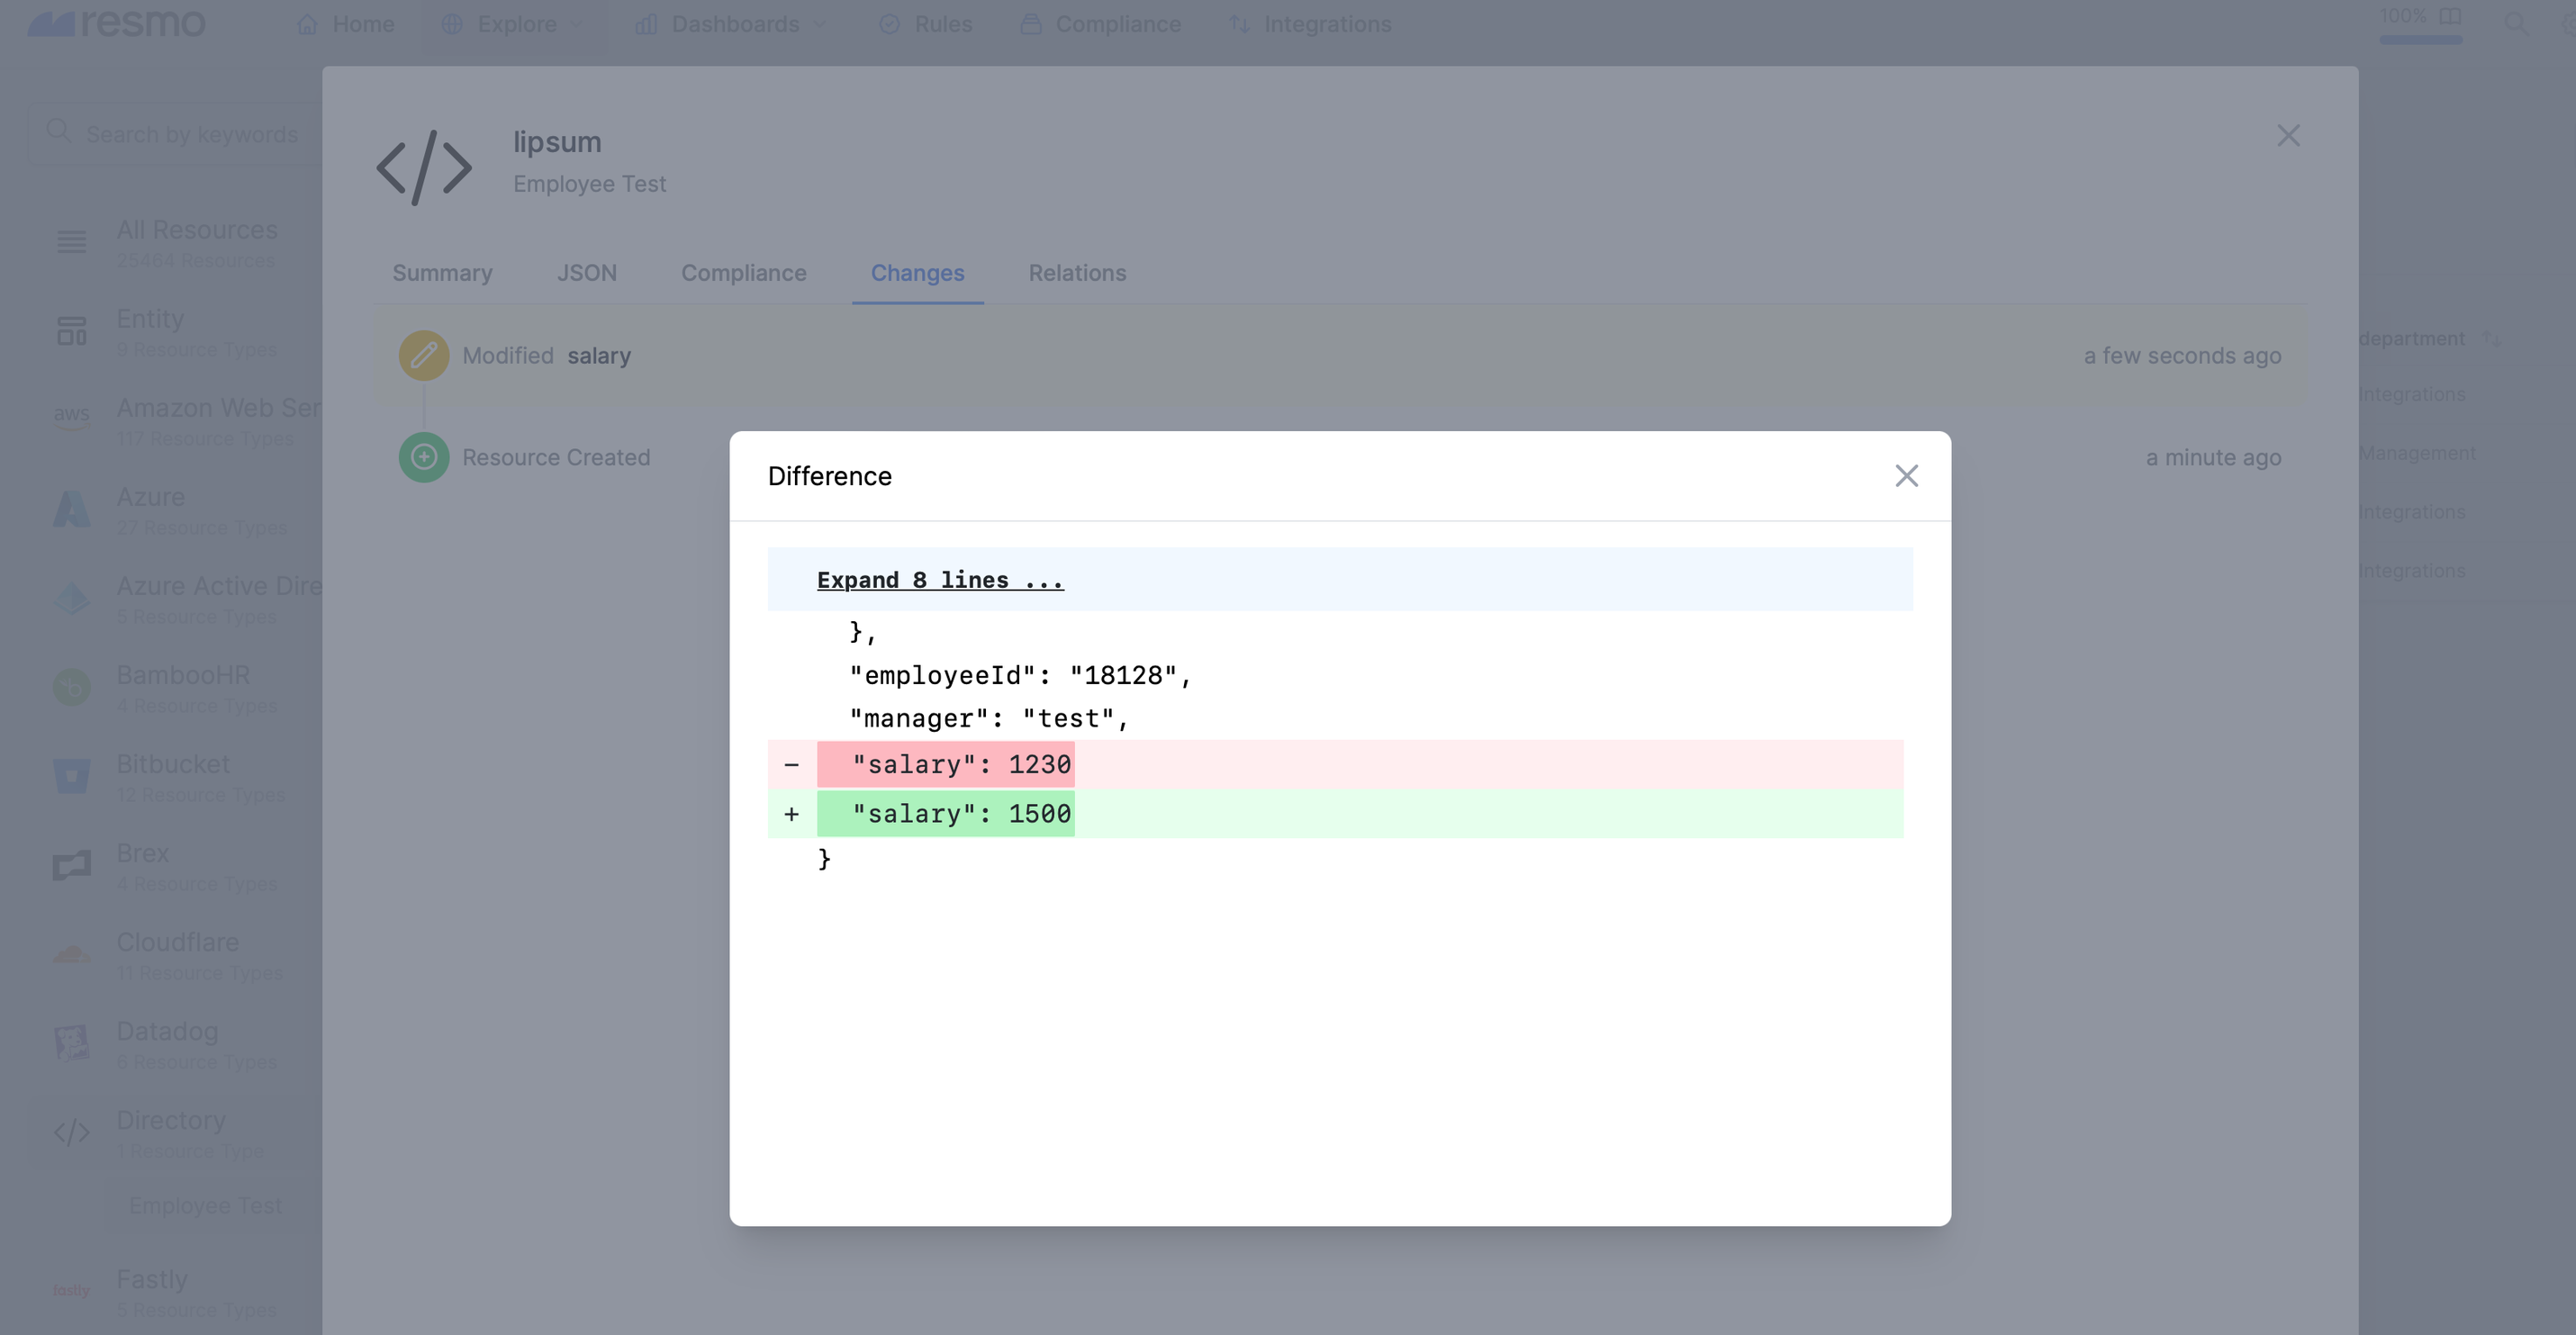 resmo
Home
Explore
Dashboards
Rules
Compliance
Integrations
100%
Search by keywords
All Resources
25464 Resources
Entity
9 Resource Types
aws
Amazon Web Ser
117 Resource Types
Azure
27 Resource Types
Azure Active Dire
5 Resource Types
BambooHR
4 Resource Types
Bitbucket
12 Resource Types
Brex
4 Resource Types
Cloudflare
11 Resource Types
Datadog
8 Resource Types
Directory
1 Resource Type
Employee Test
fastly
Fastly
5 Resource Types
lipsum
Employee Test
Summary
JSON
Compliance
Changes
Relations
Modified salary
a few seconds ago
Resource Created
a minute ago
Difference
Expand 8 lines ...
},
"employeeId": "18128",
"manager": "test",
− "salary": 1230
+ "salary": 1500
}
department
Integrations
Management
Integrations
Integrations